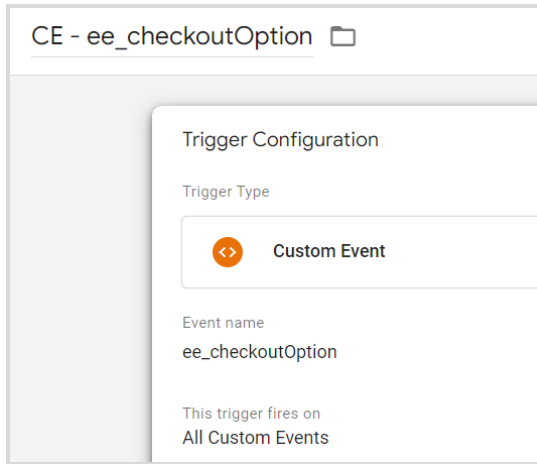 CE - ee_checkoutOption
Trigger Configuration
Trigger Type
Custom Event
Event name
ee_checkoutOption
This trigger fires on
All Custom Events